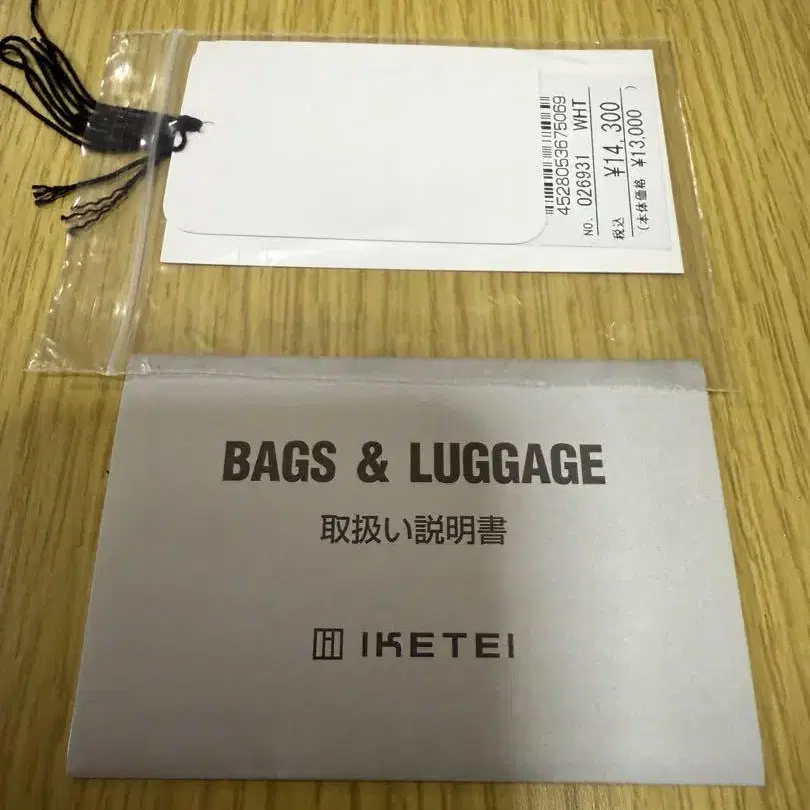 4528053675069
NO. 026931 WHT
税込 ¥14,300
(本体価格 ¥13,000 )
BAGS & LUGGAGE
取扱い説明書
IKETEI